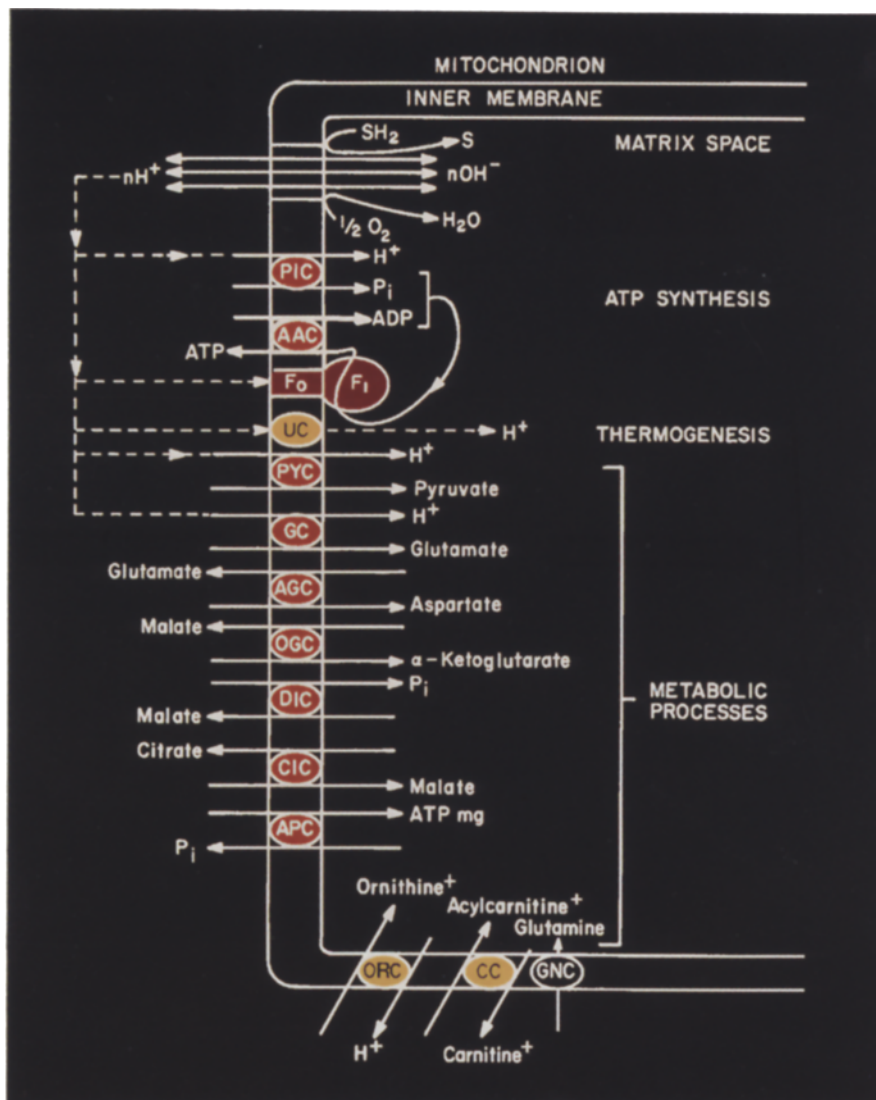 MITOCHONDRION
INNER MEMBRANE
SH₂ S MATRIX SPACE
nH⁺ nOH⁻
½ O₂ H₂O
H⁺
PIC
Pᵢ ATP SYNTHESIS
ADP
AAC
ATP
F₀ F₁
UC H⁺ THERMOGENESIS
H⁺
PYC
Pyruvate
H⁺
GC
Glutamate
Glutamate
AGC
Aspartate
Malate
OGC
α-Ketoglutarate
Pᵢ
DIC METABOLIC
PROCESSES
Malate
Citrate
CIC
Malate
ATP mg
APC
Pᵢ
Ornithine⁺
Acylcarnitine⁺
Glutamine
ORC CC GNC
H⁺ Carnitine⁺